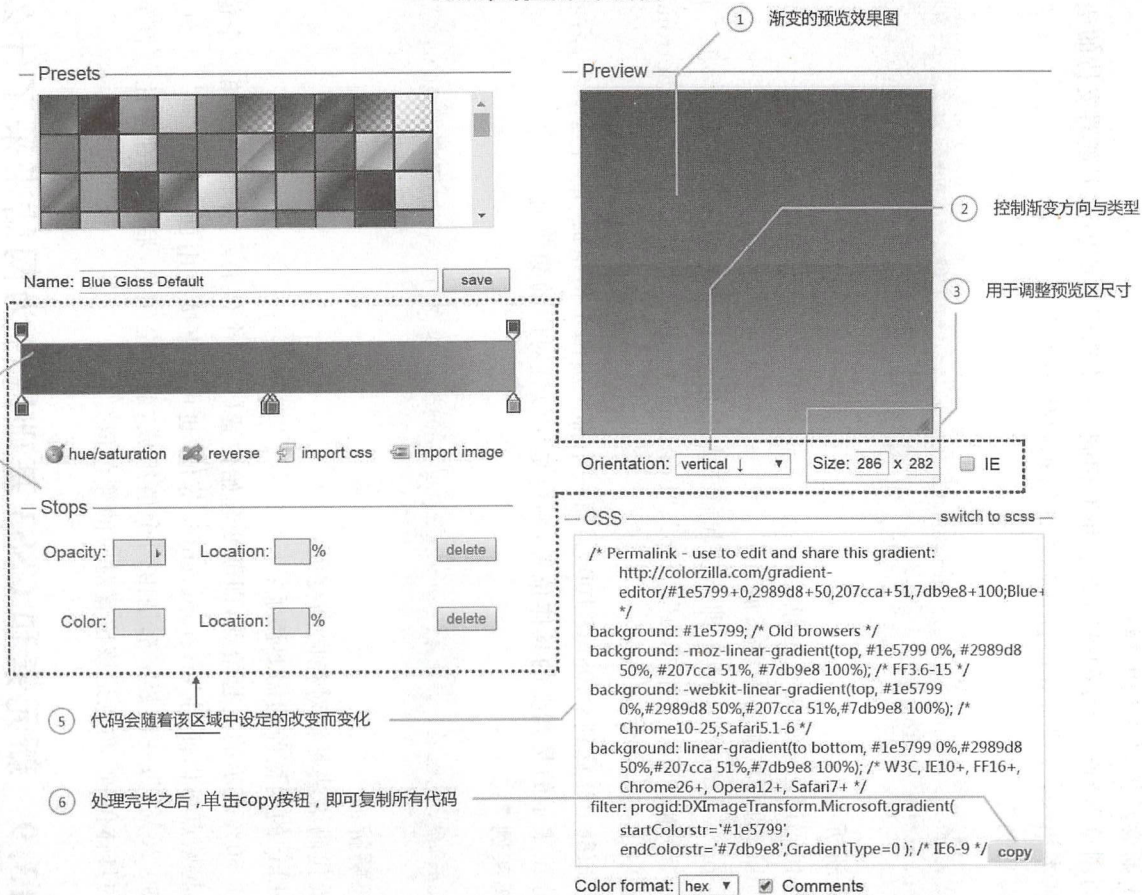 ① 渐变的预览效果图
Presets
Preview
② 控制渐变方向与类型
Name: Blue Gloss Default save
③ 用于调整预览区尺寸
hue/saturation reverse import css import image
Orientation: vertical ↓ Size: 286 x 282 IE
Stops
Opacity: Location: % delete
Color: Location: % delete
CSS switch to scss
/* Permalink - use to edit and share this gradient:
http://colorzilla.com/gradient-
editor/#1e5799+0,2989d8+50,207cca+51,7db9e8+100;Blue+
*/
background: #1e5799; /* Old browsers */
background: -moz-linear-gradient(top, #1e5799 0%, #2989d8
50%, #207cca 51%, #7db9e8 100%); /* FF3.6-15 */
background: -webkit-linear-gradient(top, #1e5799
0%,#2989d8 50%,#207cca 51%,#7db9e8 100%); /*
Chrome10-25,Safari5.1-6 */
background: linear-gradient(to bottom, #1e5799 0%,#2989d8
50%,#207cca 51%,#7db9e8 100%); /* W3C, IE10+, FF16+,
Chrome26+, Opera12+, Safari7+ */
filter: progid:DXImageTransform.Microsoft.gradient(
startColorstr='#1e5799',
endColorstr='#7db9e8',GradientType=0 ); /* IE6-9 */
copy
⑤ 代码会随着该区域中设定的改变而变化
⑥ 处理完毕之后，单击copy按钮，即可复制所有代码
Color format: hex Comments